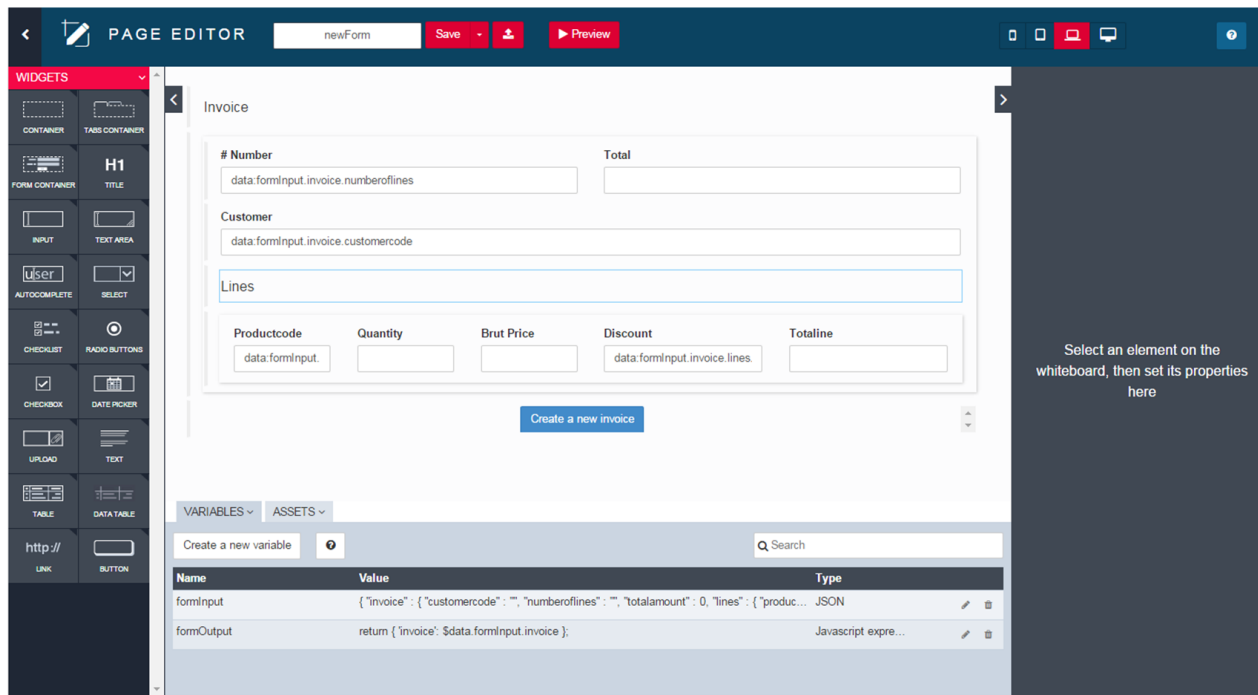 PAGE EDITOR newForm Save Preview
WIDGETS
CONTAINER TABS CONTAINER
FORM CONTAINER H1 TITLE
INPUT TEXT AREA
user AUTOCOMPLETE SELECT
CHECKLIST RADIO BUTTONS
CHECKBOX DATE PICKER
UPLOAD TEXT
TABLE DATA TABLE
http:// LINK BUTTON
Invoice
# Number Total
data:formInput.invoice.numberoflines
Customer
data:formInput.invoice.customercode
Lines
Productcode Quantity Brut Price Discount Totaline
data:formInput. data:formInput.invoice.lines.
Create a new invoice
VARIABLES ASSETS
Create a new variable ? Search
Name Value Type
formInput { "invoice" : { "customercode" : "", "numberoflines" : "", "totalamount" : 0, "lines" : { "produc... JSON
formOutput return { 'invoice': $data.formInput.invoice }; Javascript expre...
Select an element on the
whiteboard, then set its properties
here
?